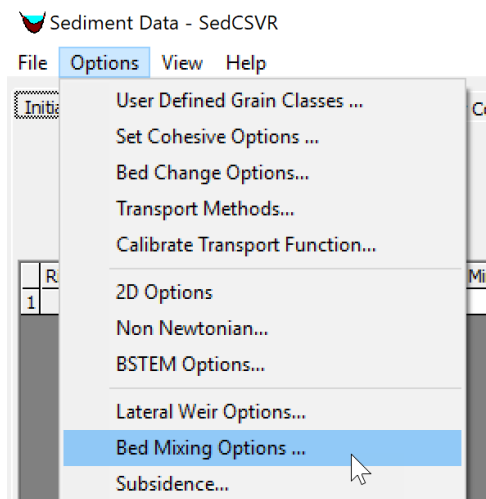 Sediment Data - SedCSVR
File Options View Help
User Defined Grain Classes ...
Set Cohesive Options ...
Bed Change Options...
Transport Methods...
Calibrate Transport Function...
2D Options
Non Newtonian...
BSTEM Options...
Lateral Weir Options...
Bed Mixing Options ...
Subsidence...
1